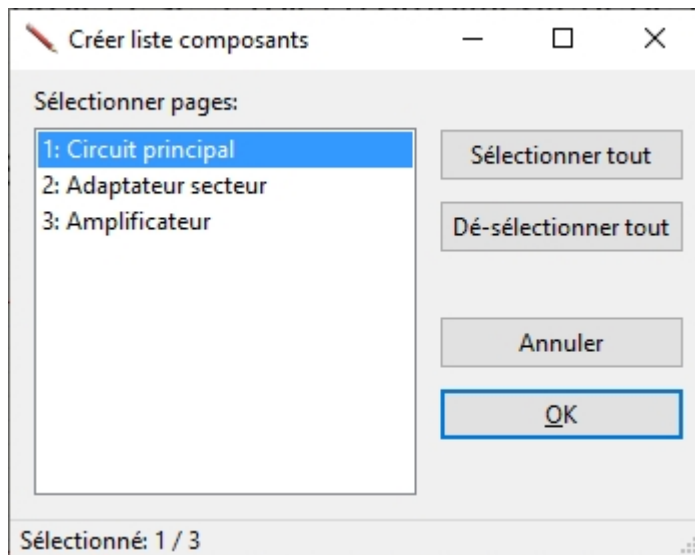 Créer liste composants
Sélectionner pages:
1: Circuit principal
2: Adaptateur secteur
3: Amplificateur
Sélectionner tout
Dé-sélectionner tout
Annuler
OK
Sélectionné: 1 / 3